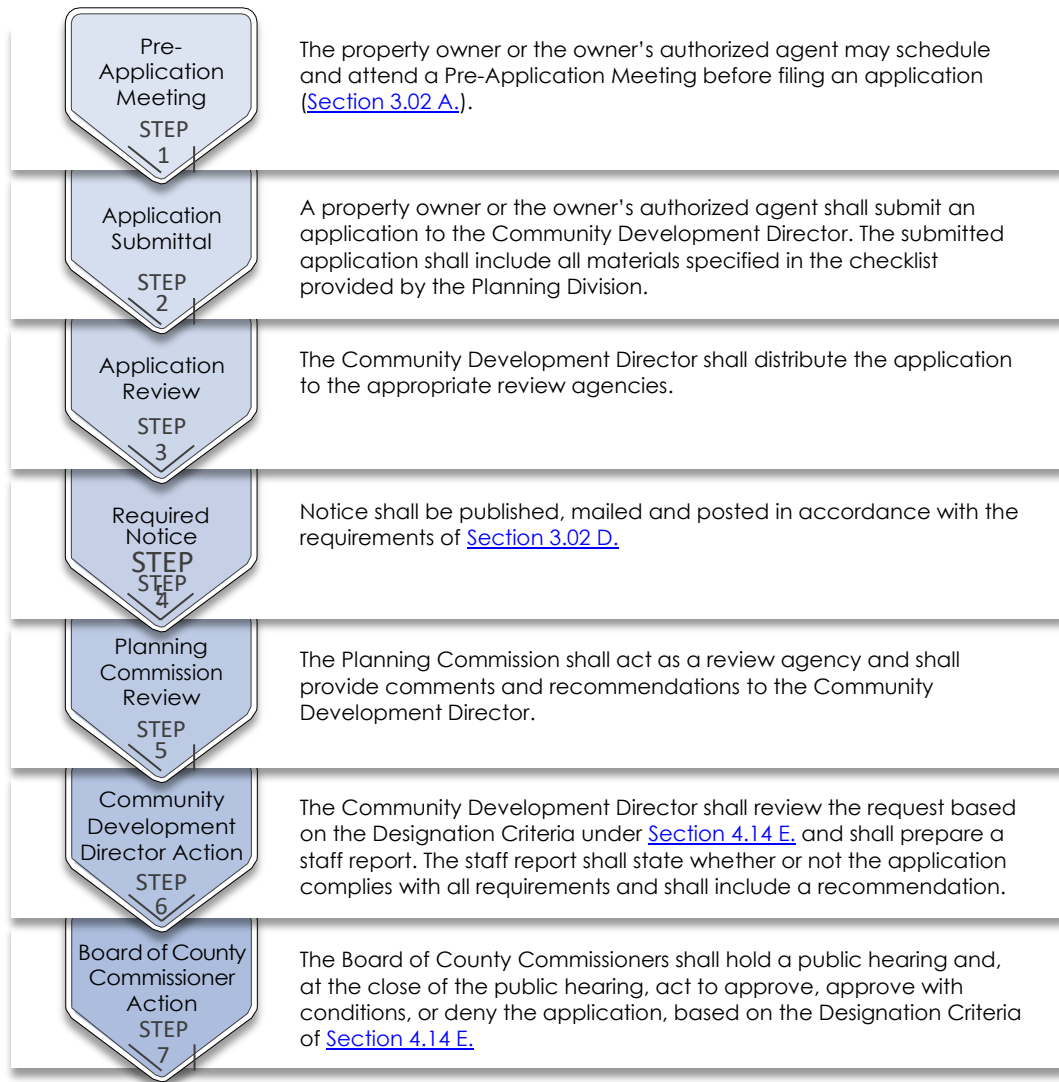 Pre-
Application
Meeting
STEP
1
The property owner or the owner's authorized agent may schedule
and attend a Pre-Application Meeting before filing an application
(Section 3.02 A.).
Application
Submittal
STEP
2
A property owner or the owner's authorized agent shall submit an
application to the Community Development Director. The submitted
application shall include all materials specified in the checklist
provided by the Planning Division.
Application
Review
STEP
3
The Community Development Director shall distribute the application
to the appropriate review agencies.
Required
Notice
STEP
STEP
4
Notice shall be published, mailed and posted in accordance with the
requirements of Section 3.02 D.
Planning
Commission
Review
STEP
5
The Planning Commission shall act as a review agency and shall
provide comments and recommendations to the Community
Development Director.
Community
Development
Director Action
STEP
6
The Community Development Director shall review the request based
on the Designation Criteria under Section 4.14 E. and shall prepare a
staff report. The staff report shall state whether or not the application
complies with all requirements and shall include a recommendation.
Board of County
Commissioner
Action
STEP
7
The Board of County Commissioners shall hold a public hearing and,
at the close of the public hearing, act to approve, approve with
conditions, or deny the application, based on the Designation Criteria
of Section 4.14 E.